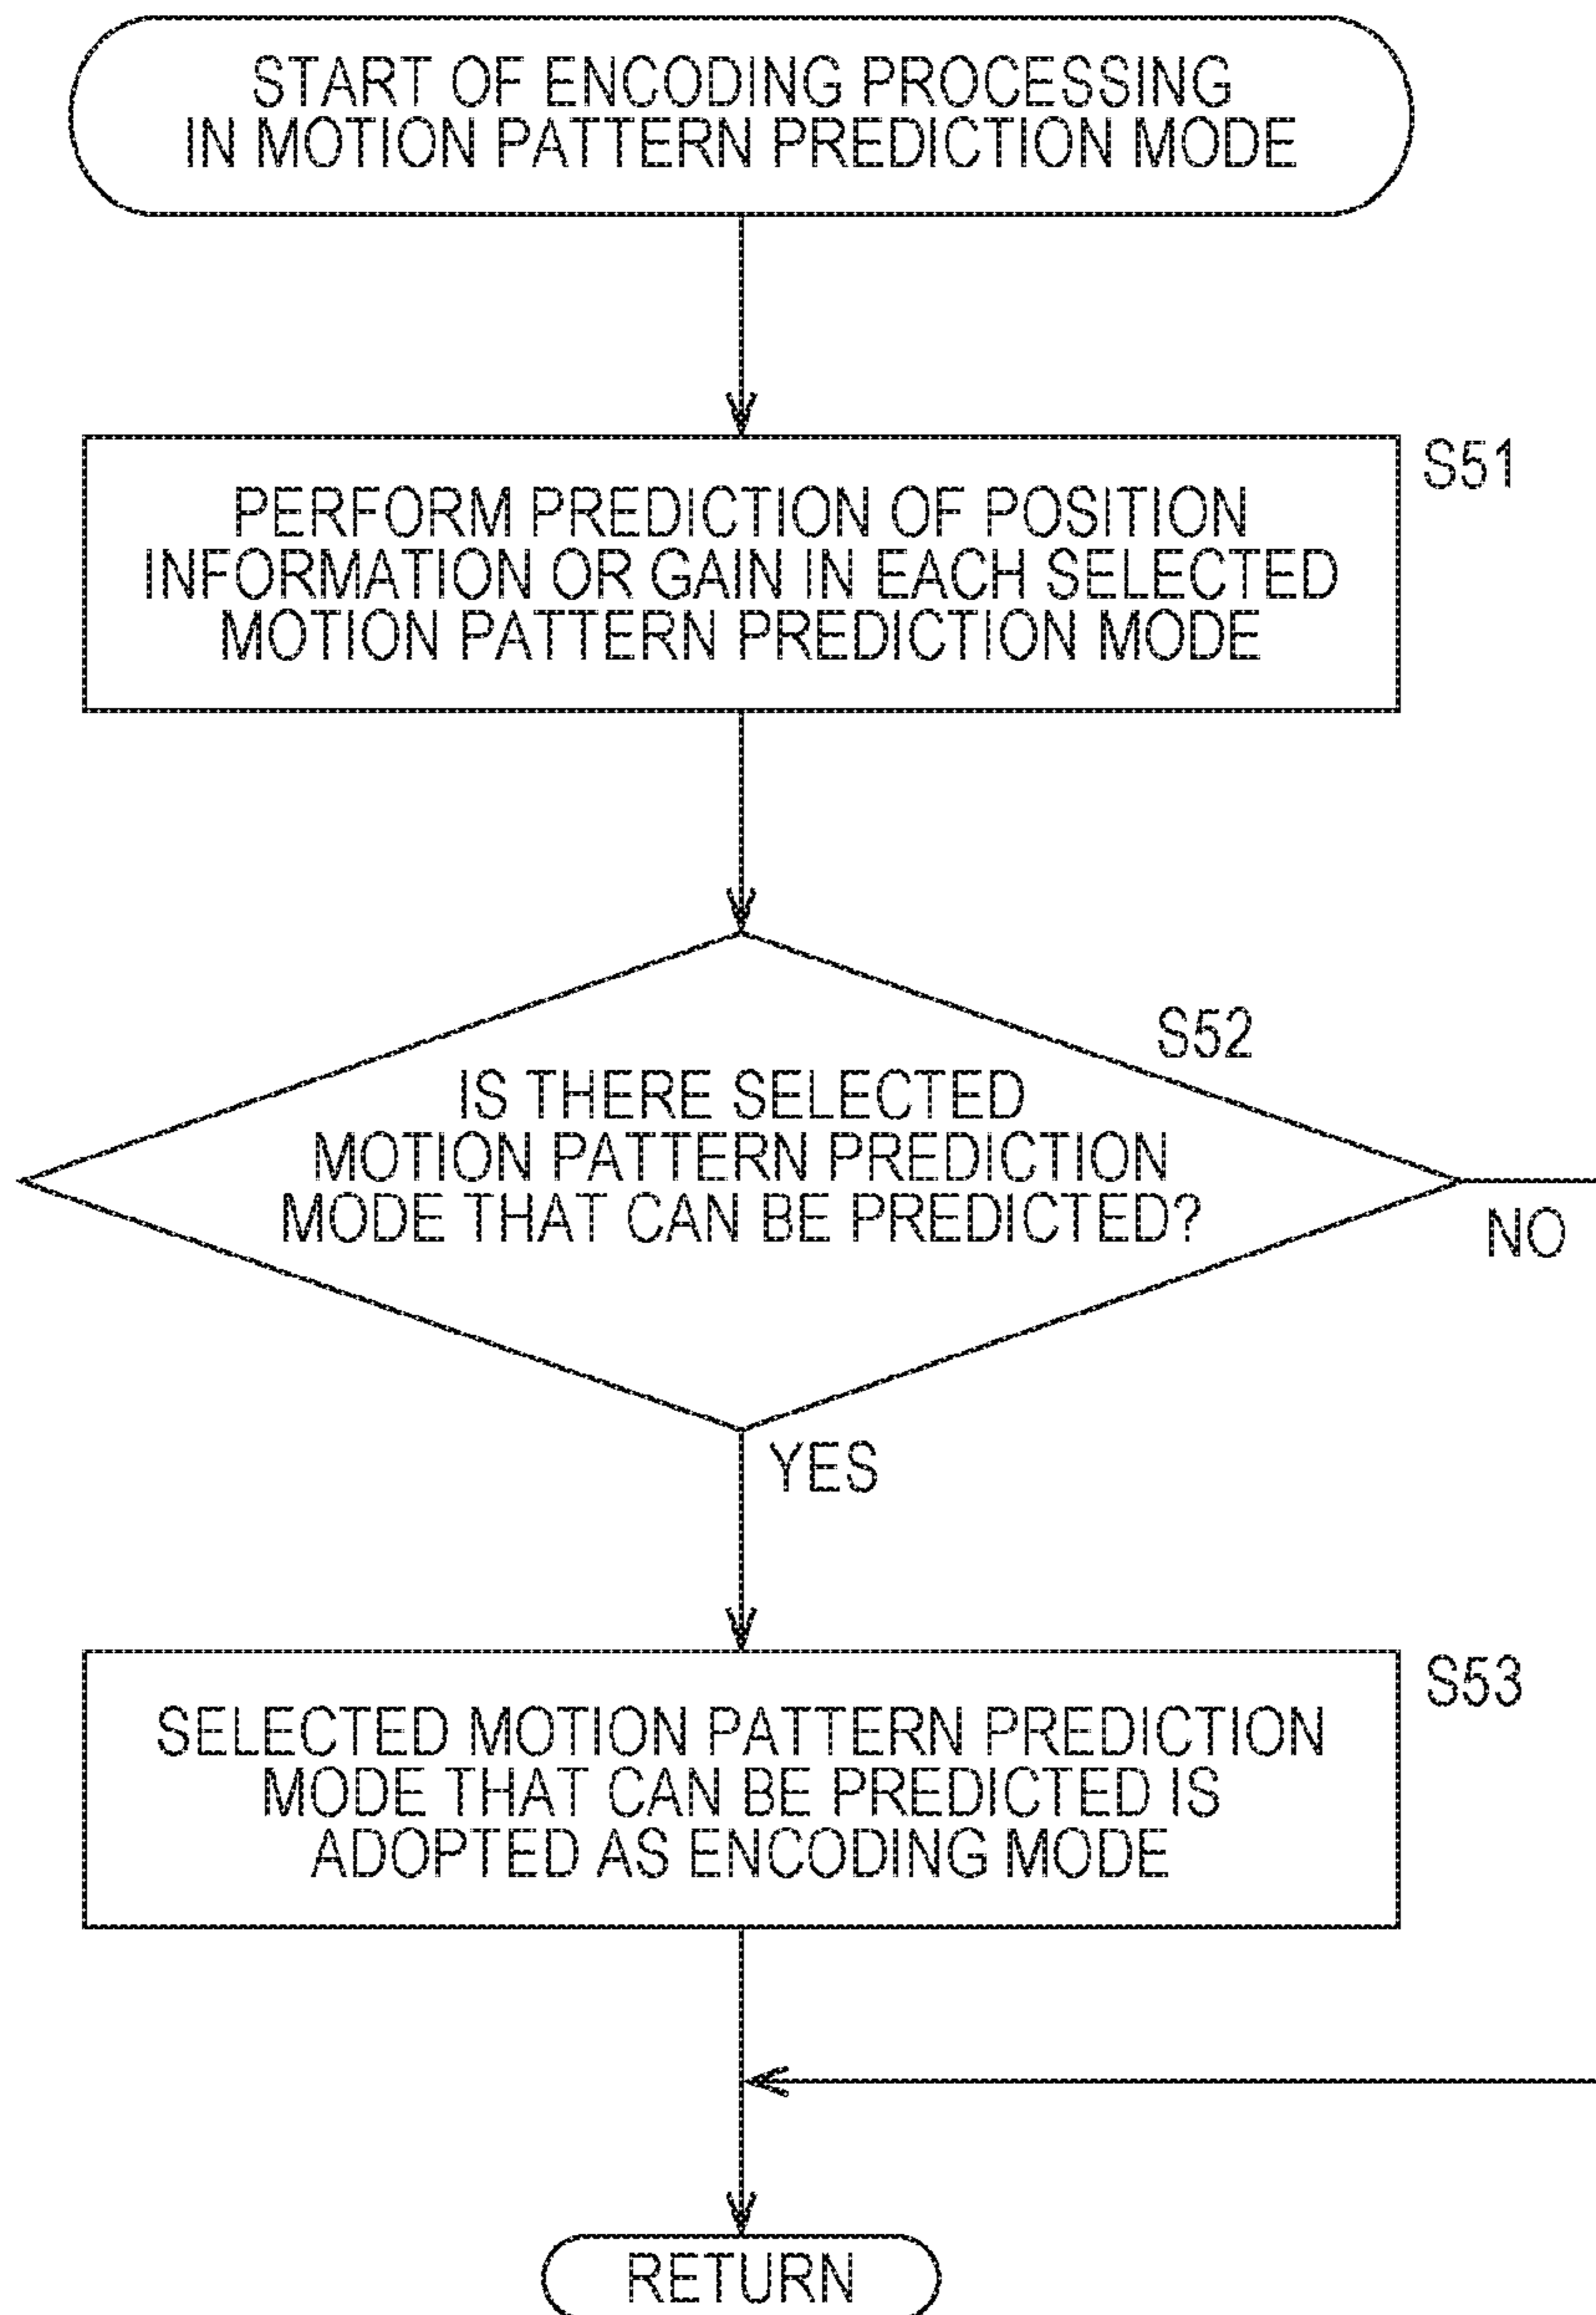 START OF ENCODING PROCESSING
IN MOTION PATTERN PREDICTION MODE
S51
PERFORM PREDICTION OF POSITION
INFORMATION OR GAIN IN EACH SELECTED
MOTION PATTERN PREDICTION MODE
S52
IS THERE SELECTED
MOTION PATTERN PREDICTION
MODE THAT CAN BE PREDICTED?
NO
YES
S53
SELECTED MOTION PATTERN PREDICTION
MODE THAT CAN BE PREDICTED IS
ADOPTED AS ENCODING MODE
RETURN